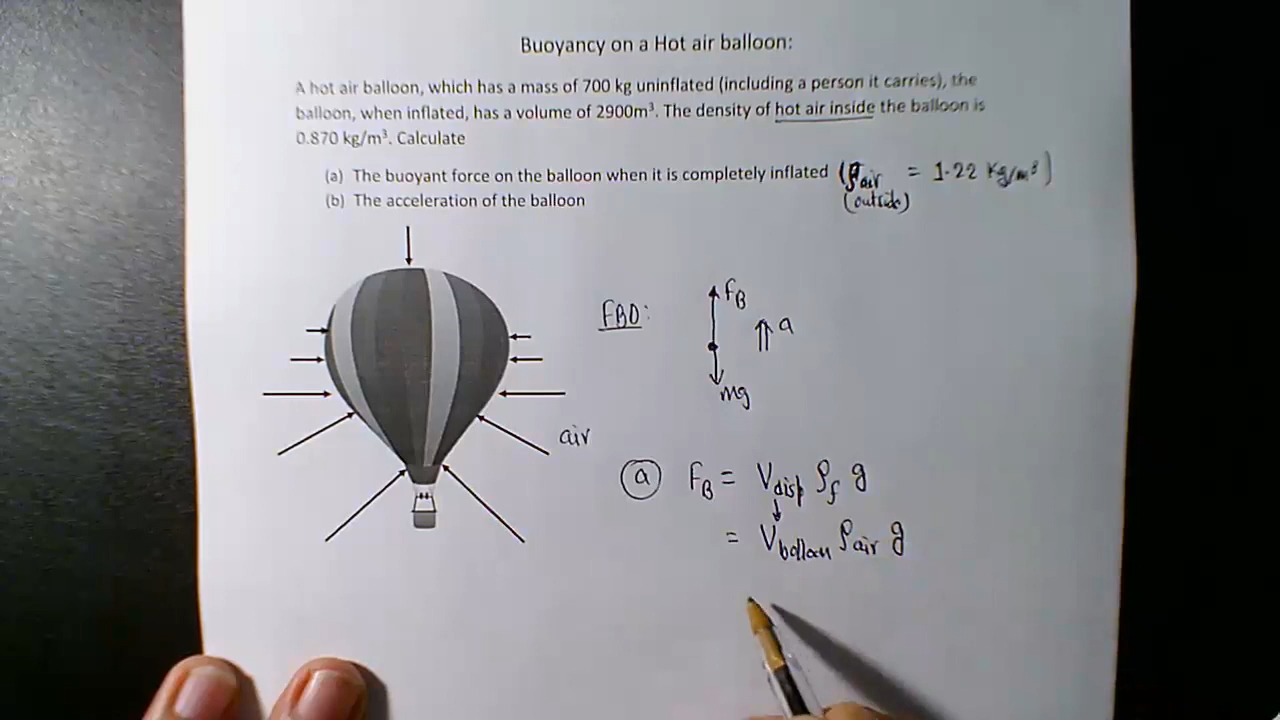 Buoyancy on a Hot air balloon:
A hot air balloon, which has a mass of 700 kg uninflated (including a person it carries), the
balloon, when inflated, has a volume of 2900m³. The density of hot air inside the balloon is
0.870 kg/m³. Calculate
(a) The buoyant force on the balloon when it is completely inflated (ρair = 1.22 Kg/m³)
(outside)
(b) The acceleration of the balloon
FBD:
FB
a
mg
air
(a) FB = Vdisp ρf g
= Vballon ρair g